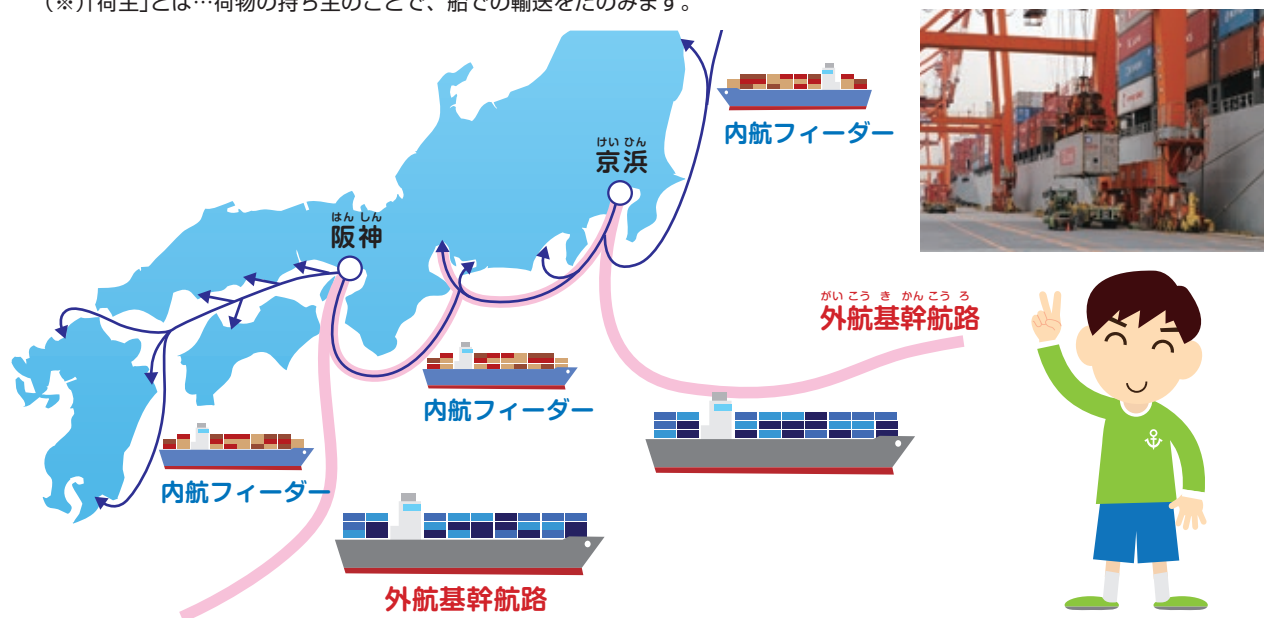 (※)「荷主」とは…荷物の持ち主のことで、船での輸送をたのみます。
内航フィーダー
けい ひん
京浜
はん しん
阪神
がい こう き かん こう ろ
外航基幹航路
内航フィーダー
内航フィーダー
外航基幹航路